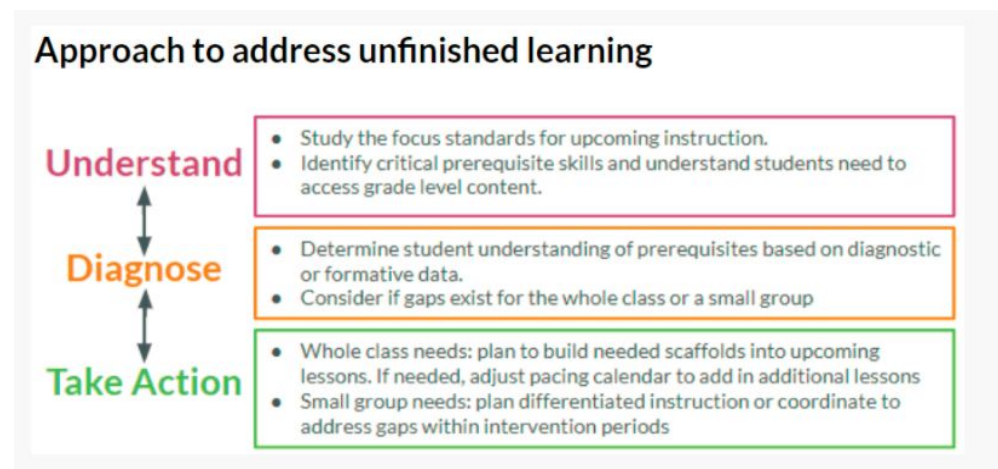 Approach to address unfinished learning
Understand
● Study the focus standards for upcoming instruction.
● Identify critical prerequisite skills and understand students need to
access grade level content.
Diagnose
● Determine student understanding of prerequisites based on diagnostic
or formative data.
● Consider if gaps exist for the whole class or a small group
Take Action
● Whole class needs: plan to build needed scaffolds into upcoming
lessons. If needed, adjust pacing calendar to add in additional lessons
● Small group needs: plan differentiated instruction or coordinate to
address gaps within intervention periods